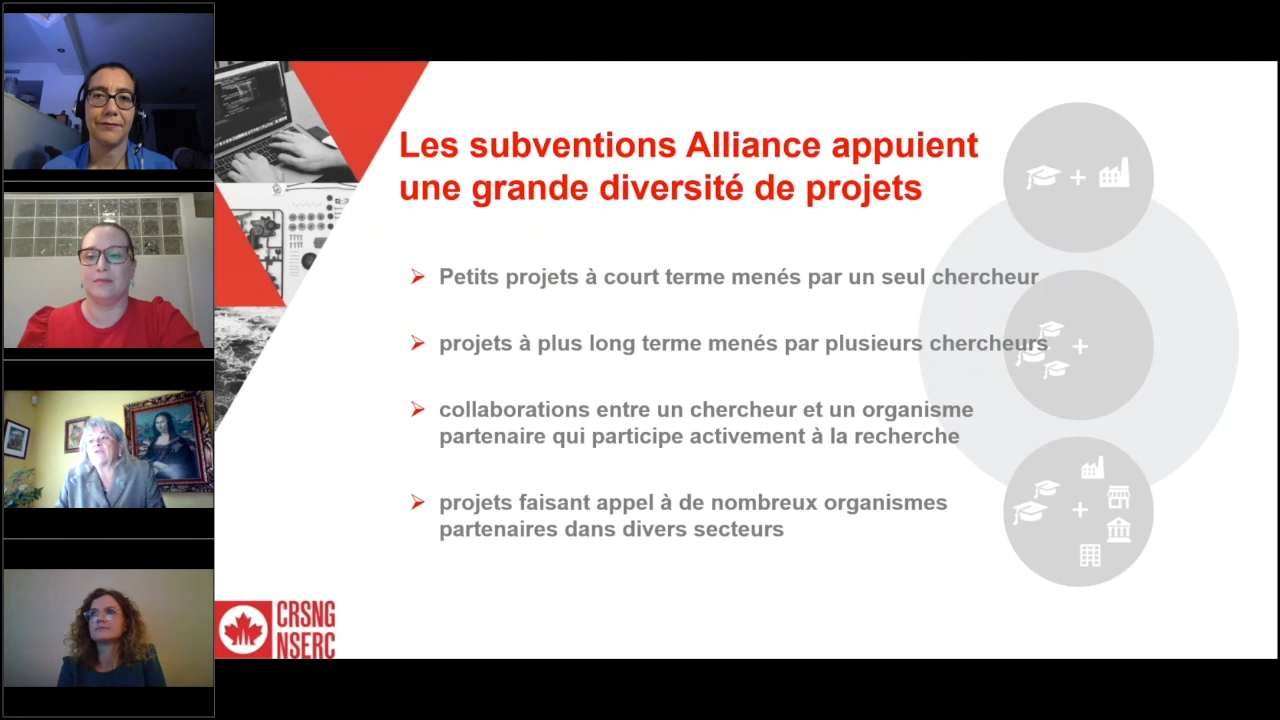 Les subventions Alliance appuient
une grande diversité de projets
Petits projets à court terme menés par un seul chercheur
projets à plus long terme menés par plusieurs chercheurs
collaborations entre un chercheur et un organisme
partenaire qui participe activement à la recherche
projets faisant appel à de nombreux organismes
partenaires dans divers secteurs
CRSNG
NSERC